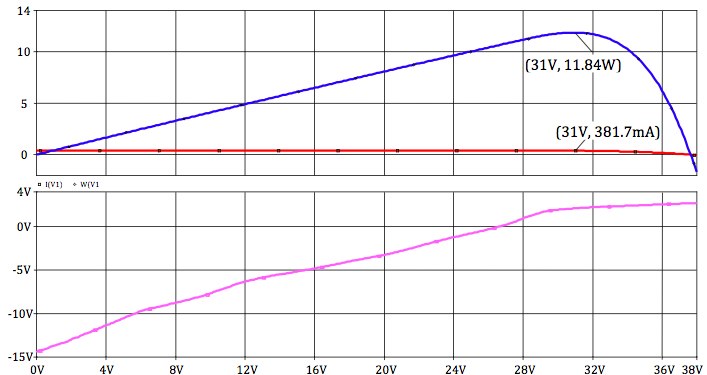 14
10
(31V, 11.84W)
5
(31V, 381.7mA)
0
I(V1) W(V1
4V
0V
-5V
-10V
-15V
0V 4V 8V 12V 16V 20V 24V 28V 32V 36V 38V